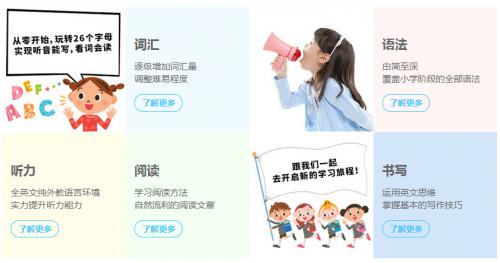 从零开始，玩转26个字母
实现听音能写，看词会读
DEF...
ABC
词汇
逐级增加词汇量
调整难易程度
了解更多
语法
由简至深
覆盖小学阶段的全部语法
了解更多
听力
全英文纯外教语言环境
实力提升听力能力
了解更多
阅读
学习阅读方法
自然流利的阅读文章
了解更多
跟我们一起
去开启新的学习旅程！
书写
运用英文思维
掌握基本的写作技巧
了解更多